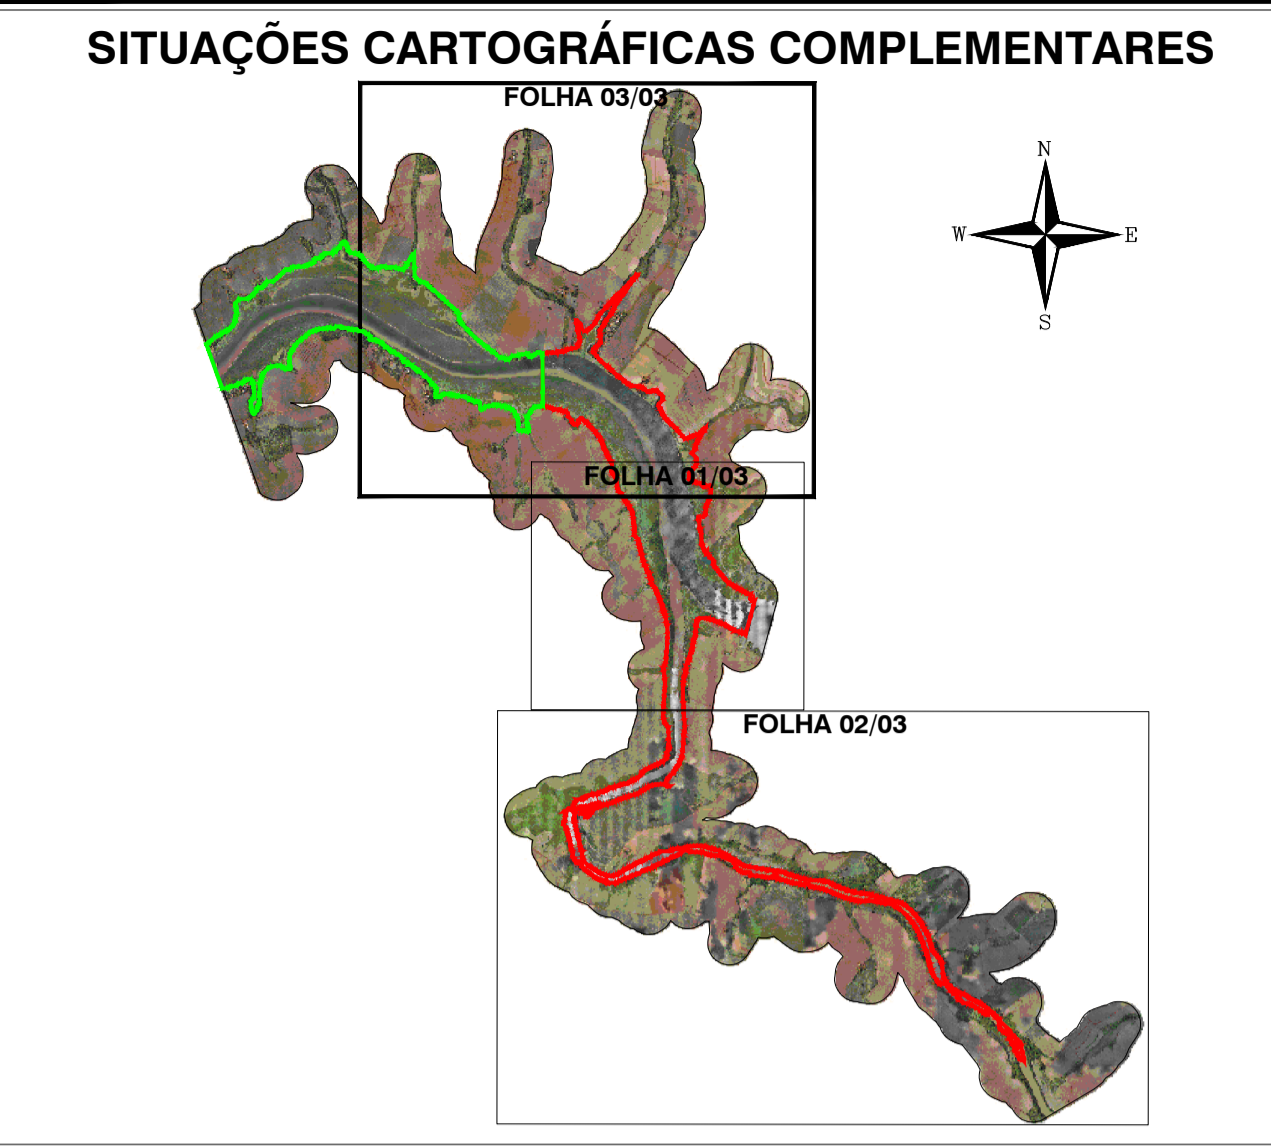 SITUAÇÕES CARTOGRÁFICAS COMPLEMENTARES
FOLHA 03/03
N
W
E
S
FOLHA 01/03
FOLHA 02/03